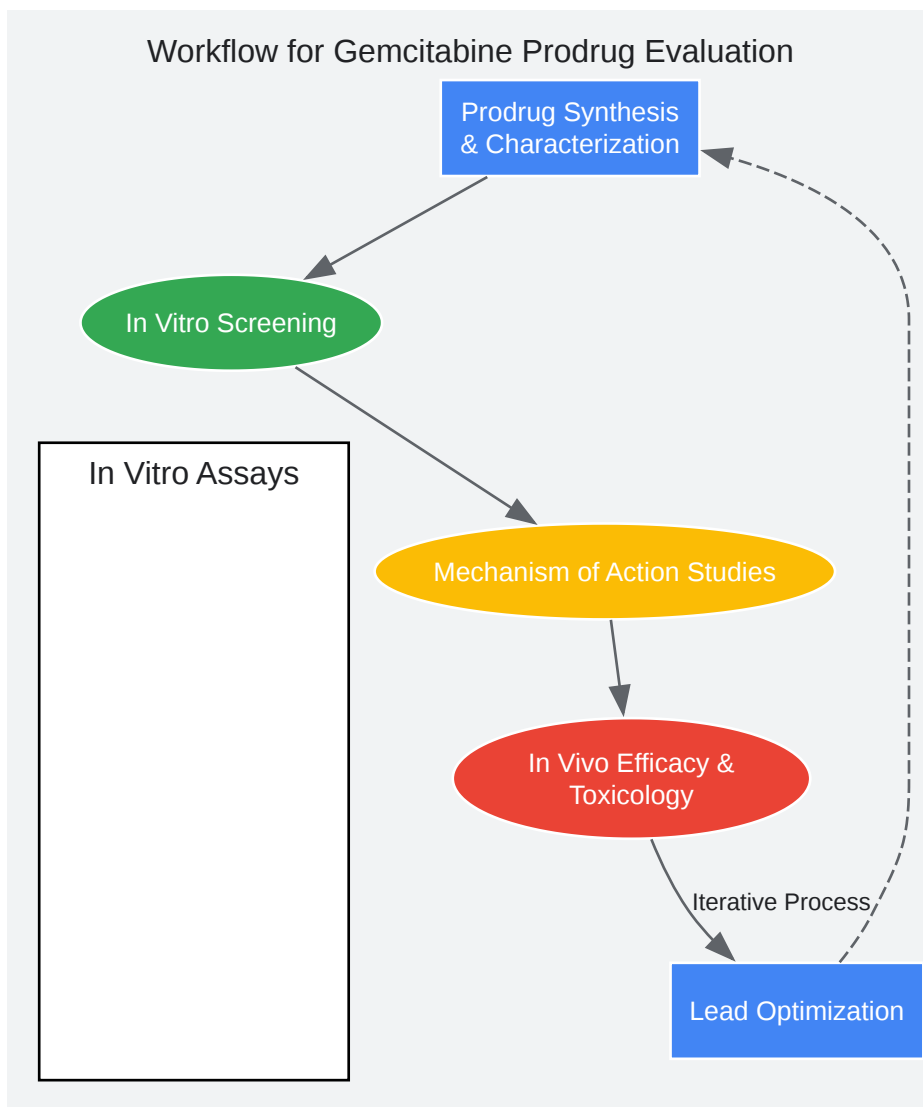 Workflow for Gemcitabine Prodrug Evaluation
Prodrug Synthesis
& Characterization
In Vitro Screening
In Vitro Assays
Mechanism of Action Studies
In Vivo Efficacy &
Toxicology
Iterative Process
Lead Optimization